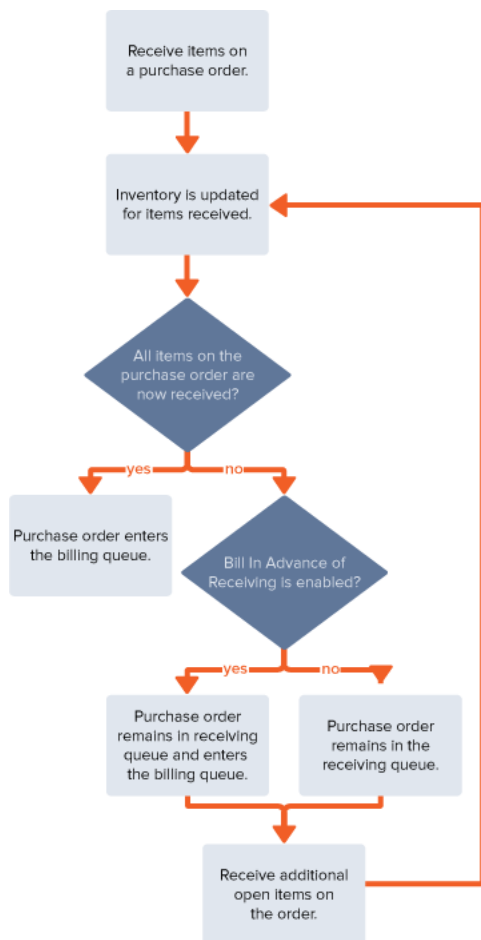 Receive items on
a purchase order.
Inventory is updated
for items received.
All items on the
purchase order are
now received?
yes
no
Purchase order enters
the billing queue.
Bill In Advance of
Receiving is enabled?
yes
no
Purchase order
remains in receiving
queue and enters
the billing queue.
Purchase order
remains in the
receiving queue.
Receive additional
open items on
the order.